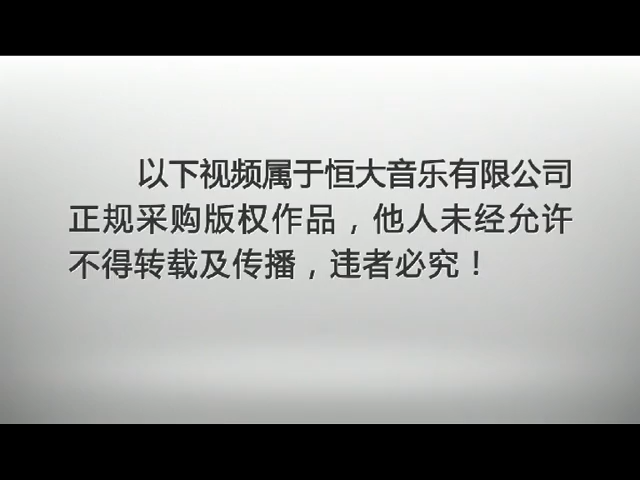 以下视频属于恒大音乐有限公司
正规采购版权作品，他人未经允许
不得转载及传播，违者必究！